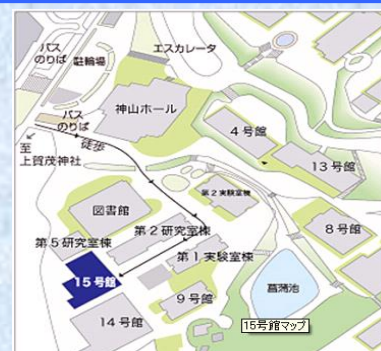 バス
のりば
駐輪場
エスカレータ
バス
のりば
神山ホール
徒歩
至
上賀茂神社
4号館
13号館
第2実験室棟
図書館
第2研究室棟
8号館
第5研究室棟
第1実験室棟
15号館
9号館
菖蒲池
14号館
15号館マップ